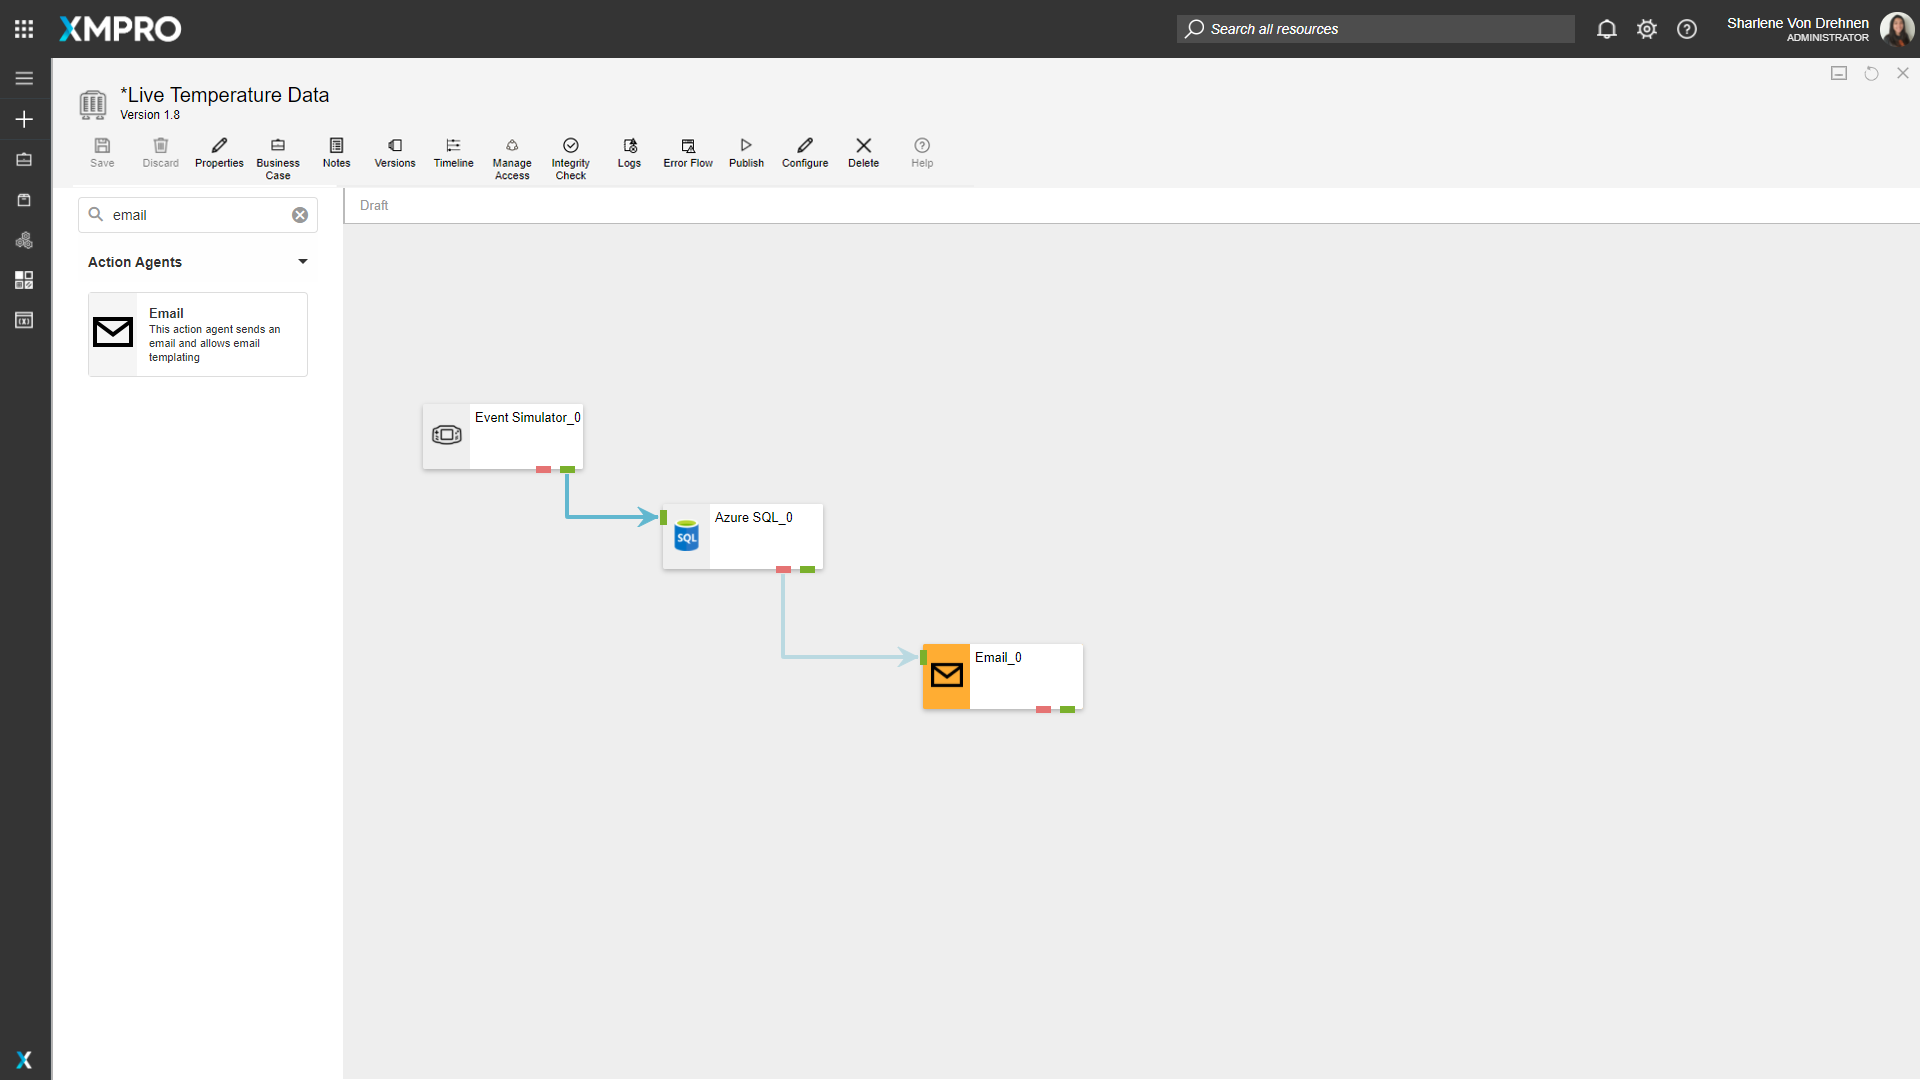 XMPRO
Search all resources
Sharlene Von Drehnen
ADMINISTRATOR
*Live Temperature Data
Version 1.8
Save
Discard
Properties
Business
Case
Notes
Versions
Timeline
Manage
Access
Integrity
Check
Logs
Error Flow
Publish
Configure
Delete
Help
email
Draft
Action Agents
Email
This action agent sends an
email and allows email
templating
Event Simulator_0
Azure SQL_0
SQL
Email_0